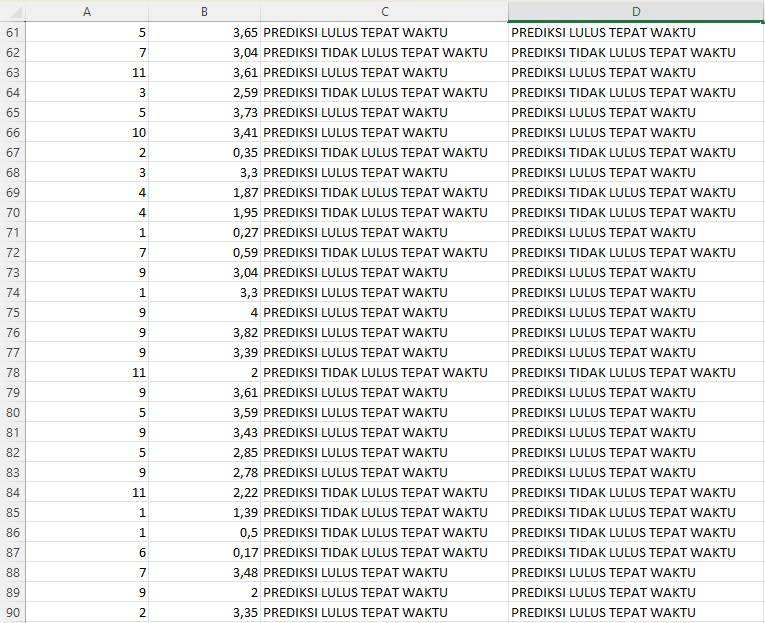 A B C D
61 5 3,65 PREDIKSI LULUS TEPAT WAKTU PREDIKSI LULUS TEPAT WAKTU
62 7 3,04 PREDIKSI TIDAK LULUS TEPAT WAKTU PREDIKSI TIDAK LULUS TEPAT WAKTU
63 11 3,61 PREDIKSI LULUS TEPAT WAKTU PREDIKSI LULUS TEPAT WAKTU
64 3 2,59 PREDIKSI TIDAK LULUS TEPAT WAKTU PREDIKSI TIDAK LULUS TEPAT WAKTU
65 5 3,73 PREDIKSI LULUS TEPAT WAKTU PREDIKSI LULUS TEPAT WAKTU
66 10 3,41 PREDIKSI LULUS TEPAT WAKTU PREDIKSI LULUS TEPAT WAKTU
67 2 0,35 PREDIKSI TIDAK LULUS TEPAT WAKTU PREDIKSI TIDAK LULUS TEPAT WAKTU
68 3 3,3 PREDIKSI LULUS TEPAT WAKTU PREDIKSI LULUS TEPAT WAKTU
69 4 1,87 PREDIKSI TIDAK LULUS TEPAT WAKTU PREDIKSI TIDAK LULUS TEPAT WAKTU
70 4 1,95 PREDIKSI TIDAK LULUS TEPAT WAKTU PREDIKSI TIDAK LULUS TEPAT WAKTU
71 1 0,27 PREDIKSI LULUS TEPAT WAKTU PREDIKSI LULUS TEPAT WAKTU
72 7 0,59 PREDIKSI TIDAK LULUS TEPAT WAKTU PREDIKSI TIDAK LULUS TEPAT WAKTU
73 9 3,04 PREDIKSI LULUS TEPAT WAKTU PREDIKSI LULUS TEPAT WAKTU
74 1 3,3 PREDIKSI LULUS TEPAT WAKTU PREDIKSI LULUS TEPAT WAKTU
75 9 4 PREDIKSI LULUS TEPAT WAKTU PREDIKSI LULUS TEPAT WAKTU
76 9 3,82 PREDIKSI LULUS TEPAT WAKTU PREDIKSI LULUS TEPAT WAKTU
77 9 3,39 PREDIKSI LULUS TEPAT WAKTU PREDIKSI LULUS TEPAT WAKTU
78 11 2 PREDIKSI TIDAK LULUS TEPAT WAKTU PREDIKSI TIDAK LULUS TEPAT WAKTU
79 9 3,61 PREDIKSI LULUS TEPAT WAKTU PREDIKSI LULUS TEPAT WAKTU
80 5 3,59 PREDIKSI LULUS TEPAT WAKTU PREDIKSI LULUS TEPAT WAKTU
81 9 3,43 PREDIKSI LULUS TEPAT WAKTU PREDIKSI LULUS TEPAT WAKTU
82 5 2,85 PREDIKSI LULUS TEPAT WAKTU PREDIKSI LULUS TEPAT WAKTU
83 9 2,78 PREDIKSI LULUS TEPAT WAKTU PREDIKSI LULUS TEPAT WAKTU
84 11 2,22 PREDIKSI TIDAK LULUS TEPAT WAKTU PREDIKSI TIDAK LULUS TEPAT WAKTU
85 1 1,39 PREDIKSI TIDAK LULUS TEPAT WAKTU PREDIKSI TIDAK LULUS TEPAT WAKTU
86 1 0,5 PREDIKSI TIDAK LULUS TEPAT WAKTU PREDIKSI TIDAK LULUS TEPAT WAKTU
87 6 0,17 PREDIKSI TIDAK LULUS TEPAT WAKTU PREDIKSI TIDAK LULUS TEPAT WAKTU
88 7 3,48 PREDIKSI LULUS TEPAT WAKTU PREDIKSI LULUS TEPAT WAKTU
89 9 2 PREDIKSI LULUS TEPAT WAKTU PREDIKSI LULUS TEPAT WAKTU
90 2 3,35 PREDIKSI LULUS TEPAT WAKTU PREDIKSI LULUS TEPAT WAKTU